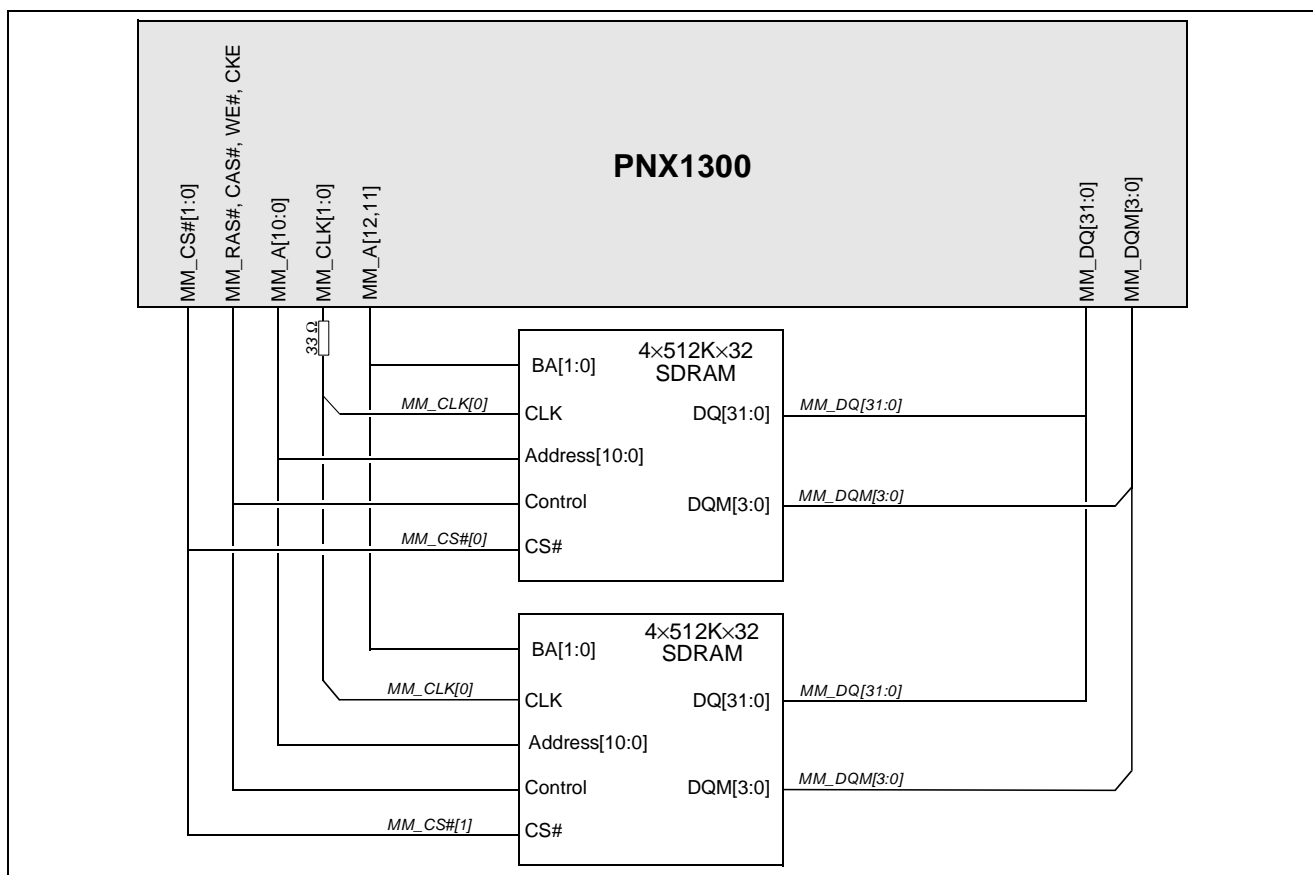 PNX1300
MM_CS#[1:0]
MM_RAS#, CAS#, WE#, CKE
MM_A[10:0]
MM_CLK[1:0]
MM_A[12,11]
MM_DQ[31:0]
MM_DQM[3:0]
33 Ω
4×512K×32
SDRAM
BA[1:0]
MM_CLK[0]
CLK
DQ[31:0]
MM_DQ[31:0]
Address[10:0]
Control
DQM[3:0]
MM_DQM[3:0]
MM_CS#[0]
CS#
4×512K×32
SDRAM
BA[1:0]
MM_CLK[0]
CLK
DQ[31:0]
MM_DQ[31:0]
Address[10:0]
Control
DQM[3:0]
MM_DQM[3:0]
MM_CS#[1]
CS#